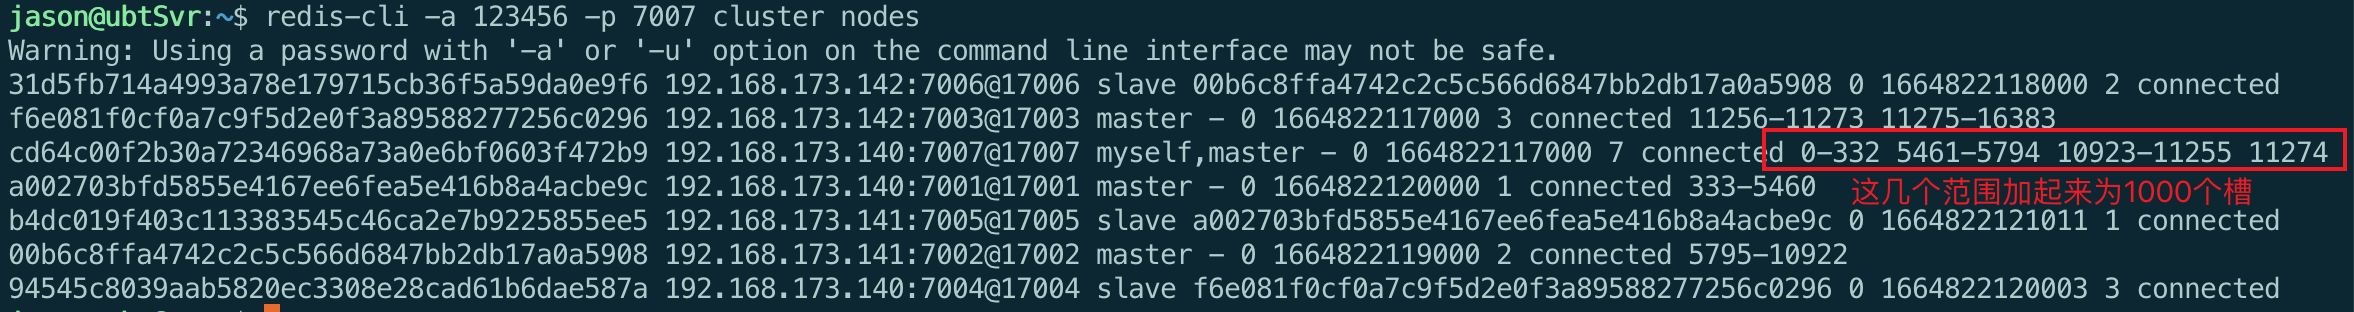 jason@ubtSvr:~$ redis-cli -a 123456 -p 7007 cluster nodes
Warning: Using a password with '-a' or '-u' option on the command line interface may not be safe.
31d5fb714a4993a78e179715cb36f5a59da0e9f6 192.168.173.142:7006@17006 slave 00b6c8ffa4742c2c5c566d6847bb2db17a0a5908 0 1664822118000 2 connected
f6e081f0cf0a7c9f5d2e0f3a89588277256c0296 192.168.173.142:7003@17003 master - 0 1664822117000 3 connected 11256-11273 11275-16383
cd64c00f2b30a72346968a73a0e6bf0603f472b9 192.168.173.140:7007@17007 myself,master - 0 1664822117000 7 connected 0-332 5461-5794 10923-11255 11274
a002703bfd5855e4167ee6fea5e416b8a4acbe9c 192.168.173.140:7001@17001 master - 0 1664822120000 1 connected 333-5460
这几个范围加起来为1000个槽
b4dc019f403c113383545c46ca2e7b9225855ee5 192.168.173.141:7005@17005 slave a002703bfd5855e4167ee6fea5e416b8a4acbe9c 0 1664822121011 1 connected
00b6c8ffa4742c2c5c566d6847bb2db17a0a5908 192.168.173.141:7002@17002 master - 0 1664822119000 2 connected 5795-10922
94545c8039aab5820ec3308e28cad61b6dae587a 192.168.173.140:7004@17004 slave f6e081f0cf0a7c9f5d2e0f3a89588277256c0296 0 1664822120003 3 connected